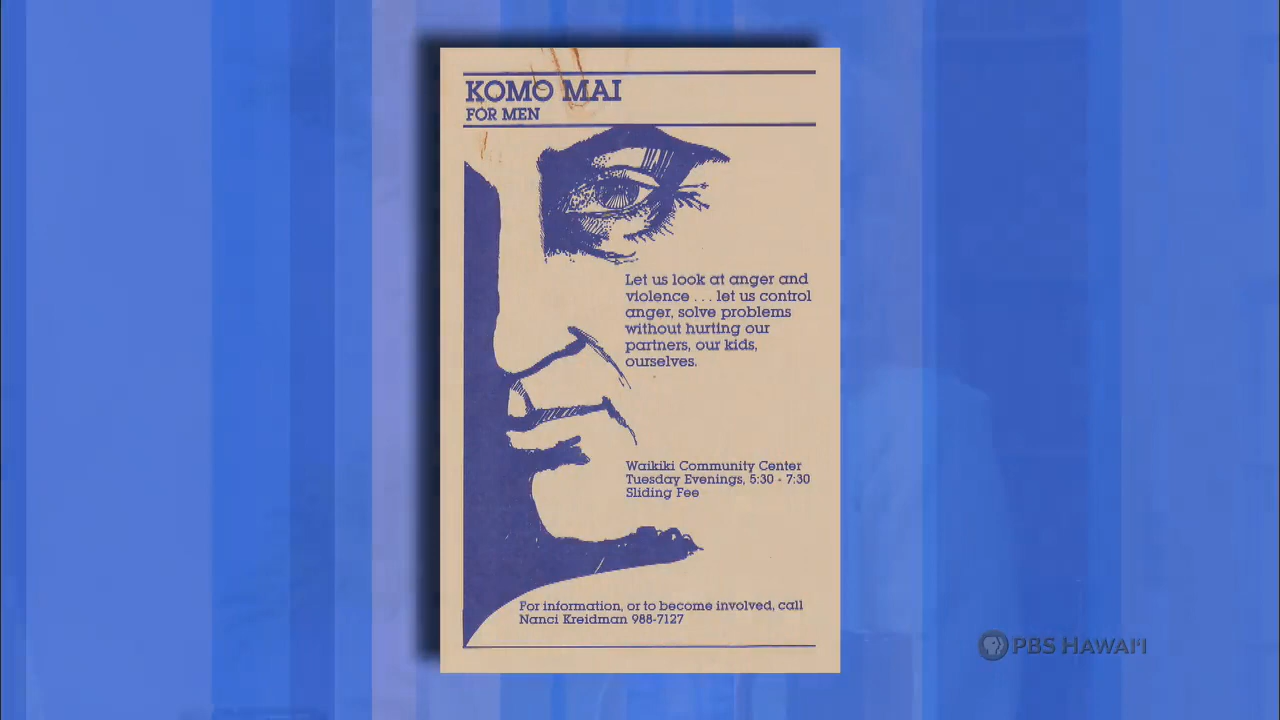 KOMO MAI
FOR MEN
Let us look at anger and
violence . . . let us control
anger, solve problems
without hurting our
partners, our kids,
ourselves.
Waikiki Community Center
Tuesday Evenings, 5:30 - 7:30
Sliding Fee
For information, or to become involved, call
Nanci Kreidman 988-7127
PBS HAWAI‘I